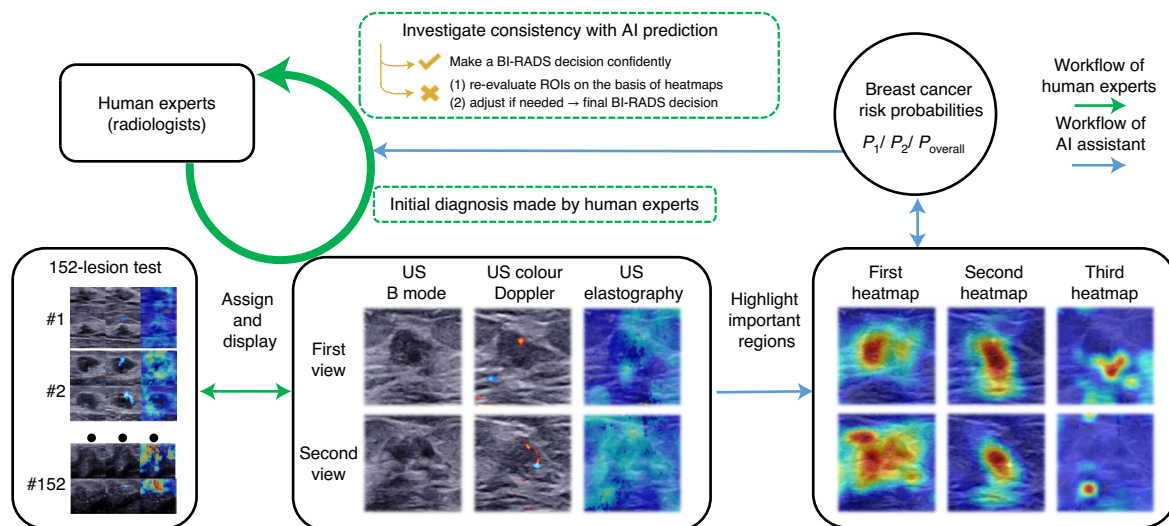 Investigate consistency with AI prediction
Make a BI-RADS decision confidently
(1) re-evaluate ROIs on the basis of heatmaps
(2) adjust if needed → final BI-RADS decision
Human experts
(radiologists)
Breast cancer
risk probabilities
P1/ P2/ Poverall
Workflow of
human experts
Workflow of
AI assistant
Initial diagnosis made by human experts
152-lesion test
#1
#2
#152
Assign
and
display
US
B mode
US colour
Doppler
US
elastography
First
view
Second
view
Highlight
important
regions
First
heatmap
Second
heatmap
Third
heatmap